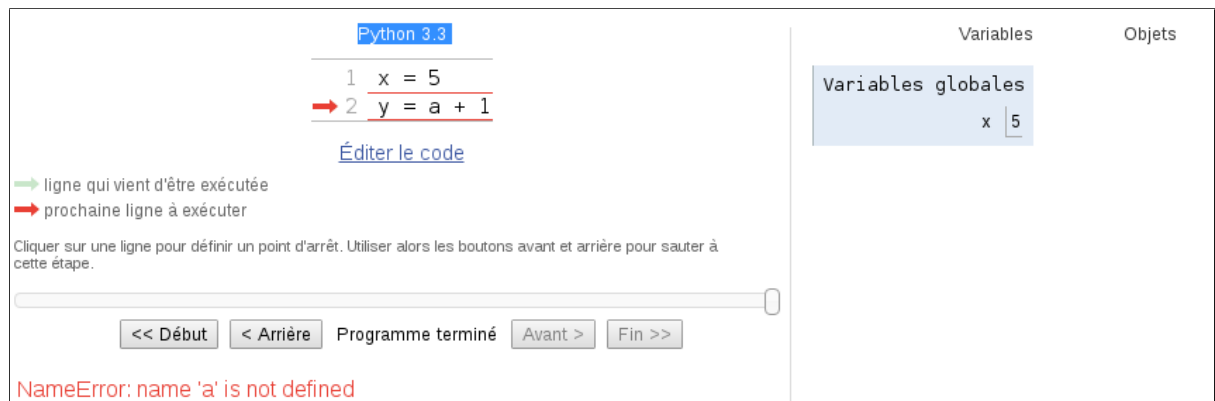 Python 3.3
1 x = 5
2 y = a + 1
Éditer le code
ligne qui vient d'être exécutée
prochaine ligne à exécuter
Cliquer sur une ligne pour définir un point d'arrêt. Utiliser alors les boutons avant et arrière pour sauter à
cette étape.
<< Début < Arrière Programme terminé Avant > Fin >>
NameError: name 'a' is not defined
Variables Objets
Variables globales
x 5